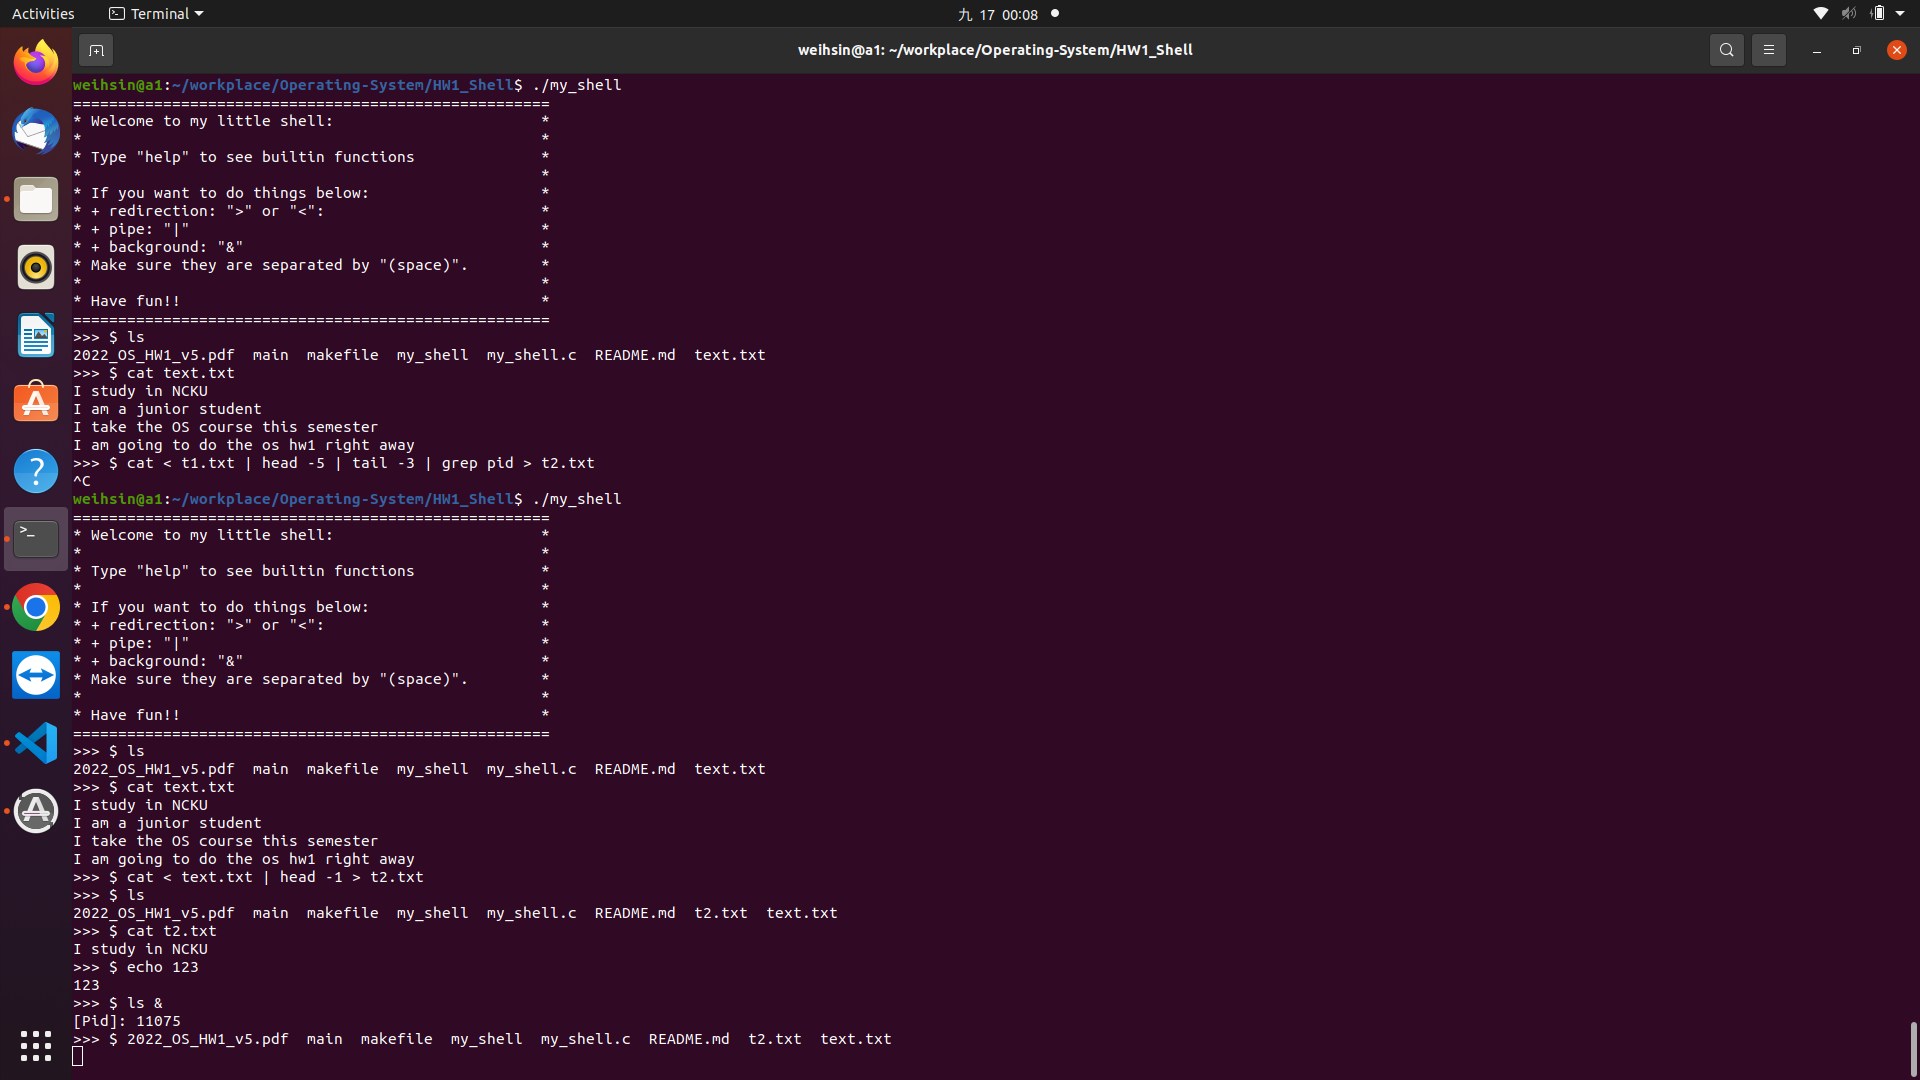 Activities
Terminal
九 17 00:08
weihsin@a1: ~/workplace/Operating-System/HW1_Shell
weihsin@a1:~/workplace/Operating-System/HW1_Shell$ ./my_shell
=====================================================
* Welcome to my little shell:                       *
*                                                   *
* Type "help" to see builtin functions              *
*                                                   *
* If you want to do things below:                   *
* + redirection: ">" or "<":                        *
* + pipe: "|"                                       *
* + background: "&"                                 *
* Make sure they are separated by "(space)".        *
*                                                   *
* Have fun!!                                        *
=====================================================
>>> $ ls
2022_OS_HW1_v5.pdf  main  makefile  my_shell  my_shell.c  README.md  text.txt
>>> $ cat text.txt
I study in NCKU
I am a junior student
I take the OS course this semester
I am going to do the os hw1 right away
>>> $ cat < t1.txt | head -5 | tail -3 | grep pid > t2.txt
^C
weihsin@a1:~/workplace/Operating-System/HW1_Shell$ ./my_shell
=====================================================
* Welcome to my little shell:                       *
*                                                   *
* Type "help" to see builtin functions              *
*                                                   *
* If you want to do things below:                   *
* + redirection: ">" or "<":                        *
* + pipe: "|"                                       *
* + background: "&"                                 *
* Make sure they are separated by "(space)".        *
*                                                   *
* Have fun!!                                        *
=====================================================
>>> $ ls
2022_OS_HW1_v5.pdf  main  makefile  my_shell  my_shell.c  README.md  text.txt
>>> $ cat text.txt
I study in NCKU
I am a junior student
I take the OS course this semester
I am going to do the os hw1 right away
>>> $ cat < text.txt | head -1 > t2.txt
>>> $ ls
2022_OS_HW1_v5.pdf  main  makefile  my_shell  my_shell.c  README.md  t2.txt  text.txt
>>> $ cat t2.txt
I study in NCKU
>>> $ echo 123
123
>>> $ ls &
[Pid]: 11075
>>> $ 2022_OS_HW1_v5.pdf  main  makefile  my_shell  my_shell.c  README.md  t2.txt  text.txt